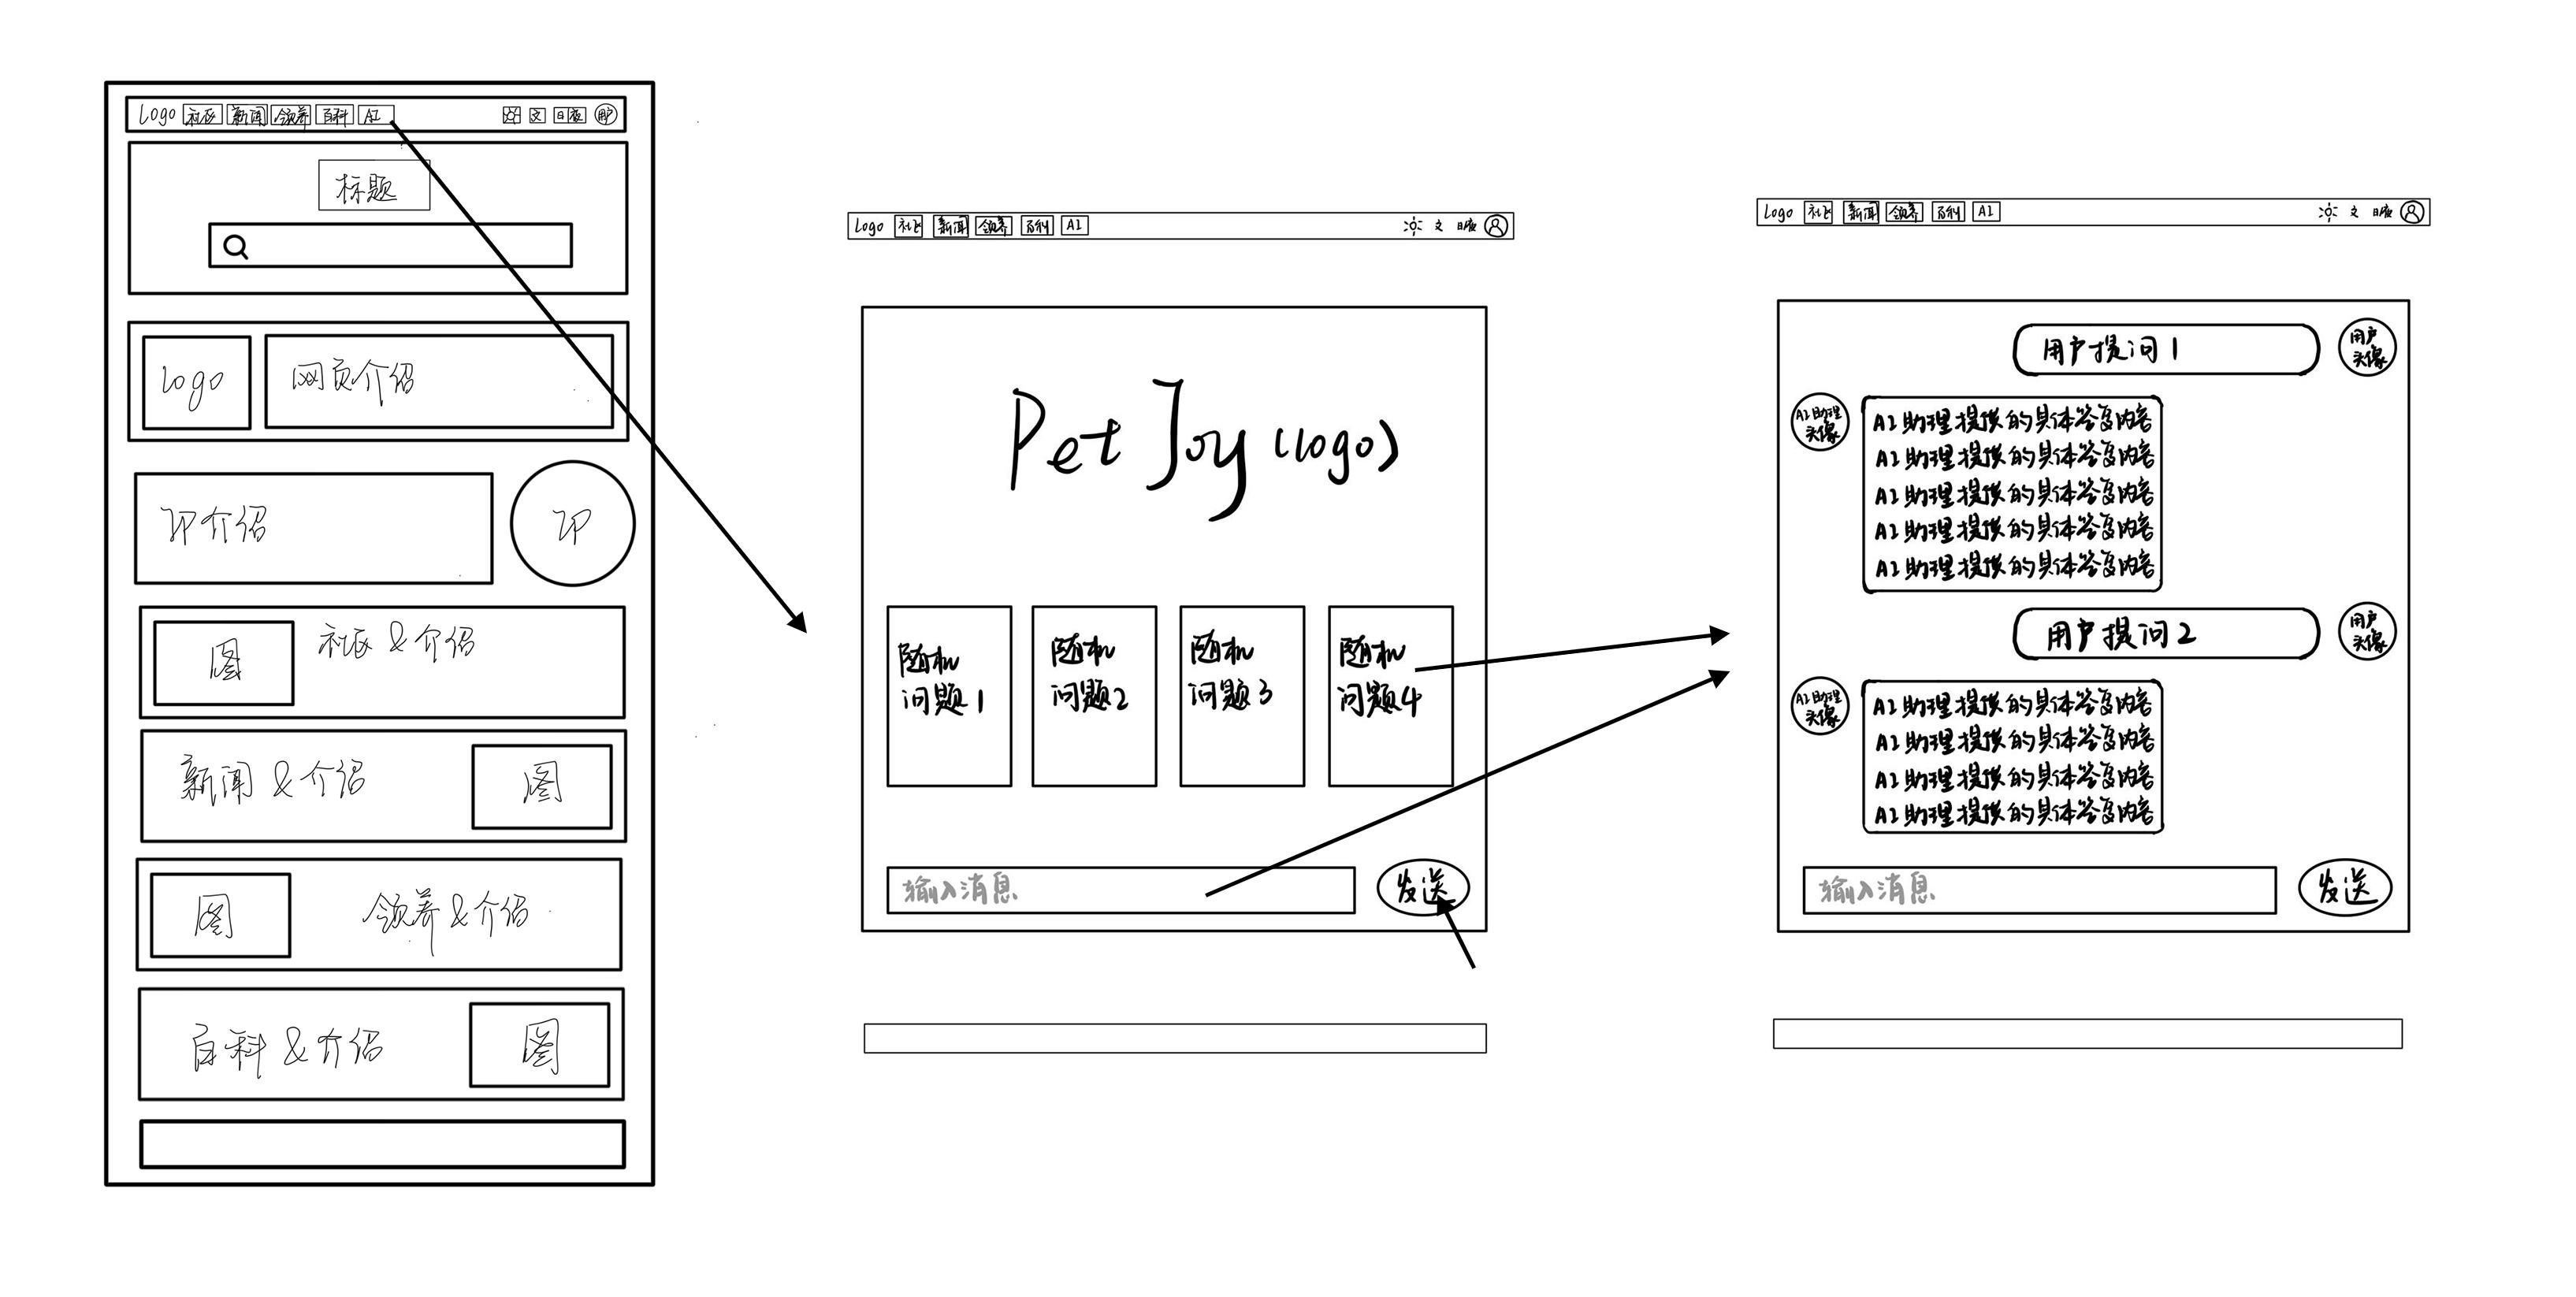 Logo 社区 新闻 领养 百科 AI 文 日夜 用户
标题
logo 网页介绍
IP介绍 IP
图 社区 & 介绍
新闻 & 介绍 图
图 领养 & 介绍
百科 & 介绍 图
Logo 社区 新闻 领养 百科 AI 文 日夜
Pet Joy (logo)
随机
问题1
随机
问题2
随机
问题3
随机
问题4
输入消息 发送
Logo 社区 新闻 领养 百科 AI 文 日夜
用户提问1
用户
头像
AI助理
头像
AI助理提供的具体答复内容
AI助理提供的具体答复内容
AI助理提供的具体答复内容
AI助理提供的具体答复内容
AI助理提供的具体答复内容
用户提问2
用户
头像
AI助理
头像
AI助理提供的具体答复内容
AI助理提供的具体答复内容
AI助理提供的具体答复内容
AI助理提供的具体答复内容
输入消息 发送